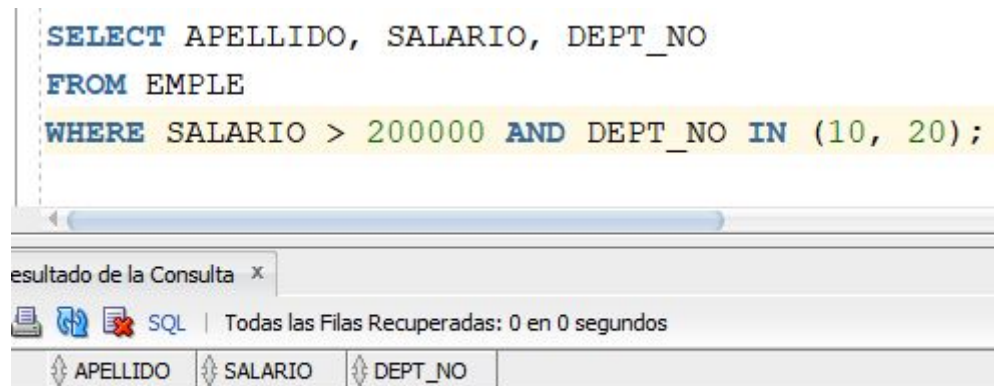 SELECT APELLIDO, SALARIO, DEPT_NO
FROM EMPLE
WHERE SALARIO > 200000 AND DEPT_NO IN (10, 20);
esultado de la Consulta x
SQL | Todas las Filas Recuperadas: 0 en 0 segundos
APELLIDO SALARIO DEPT_NO